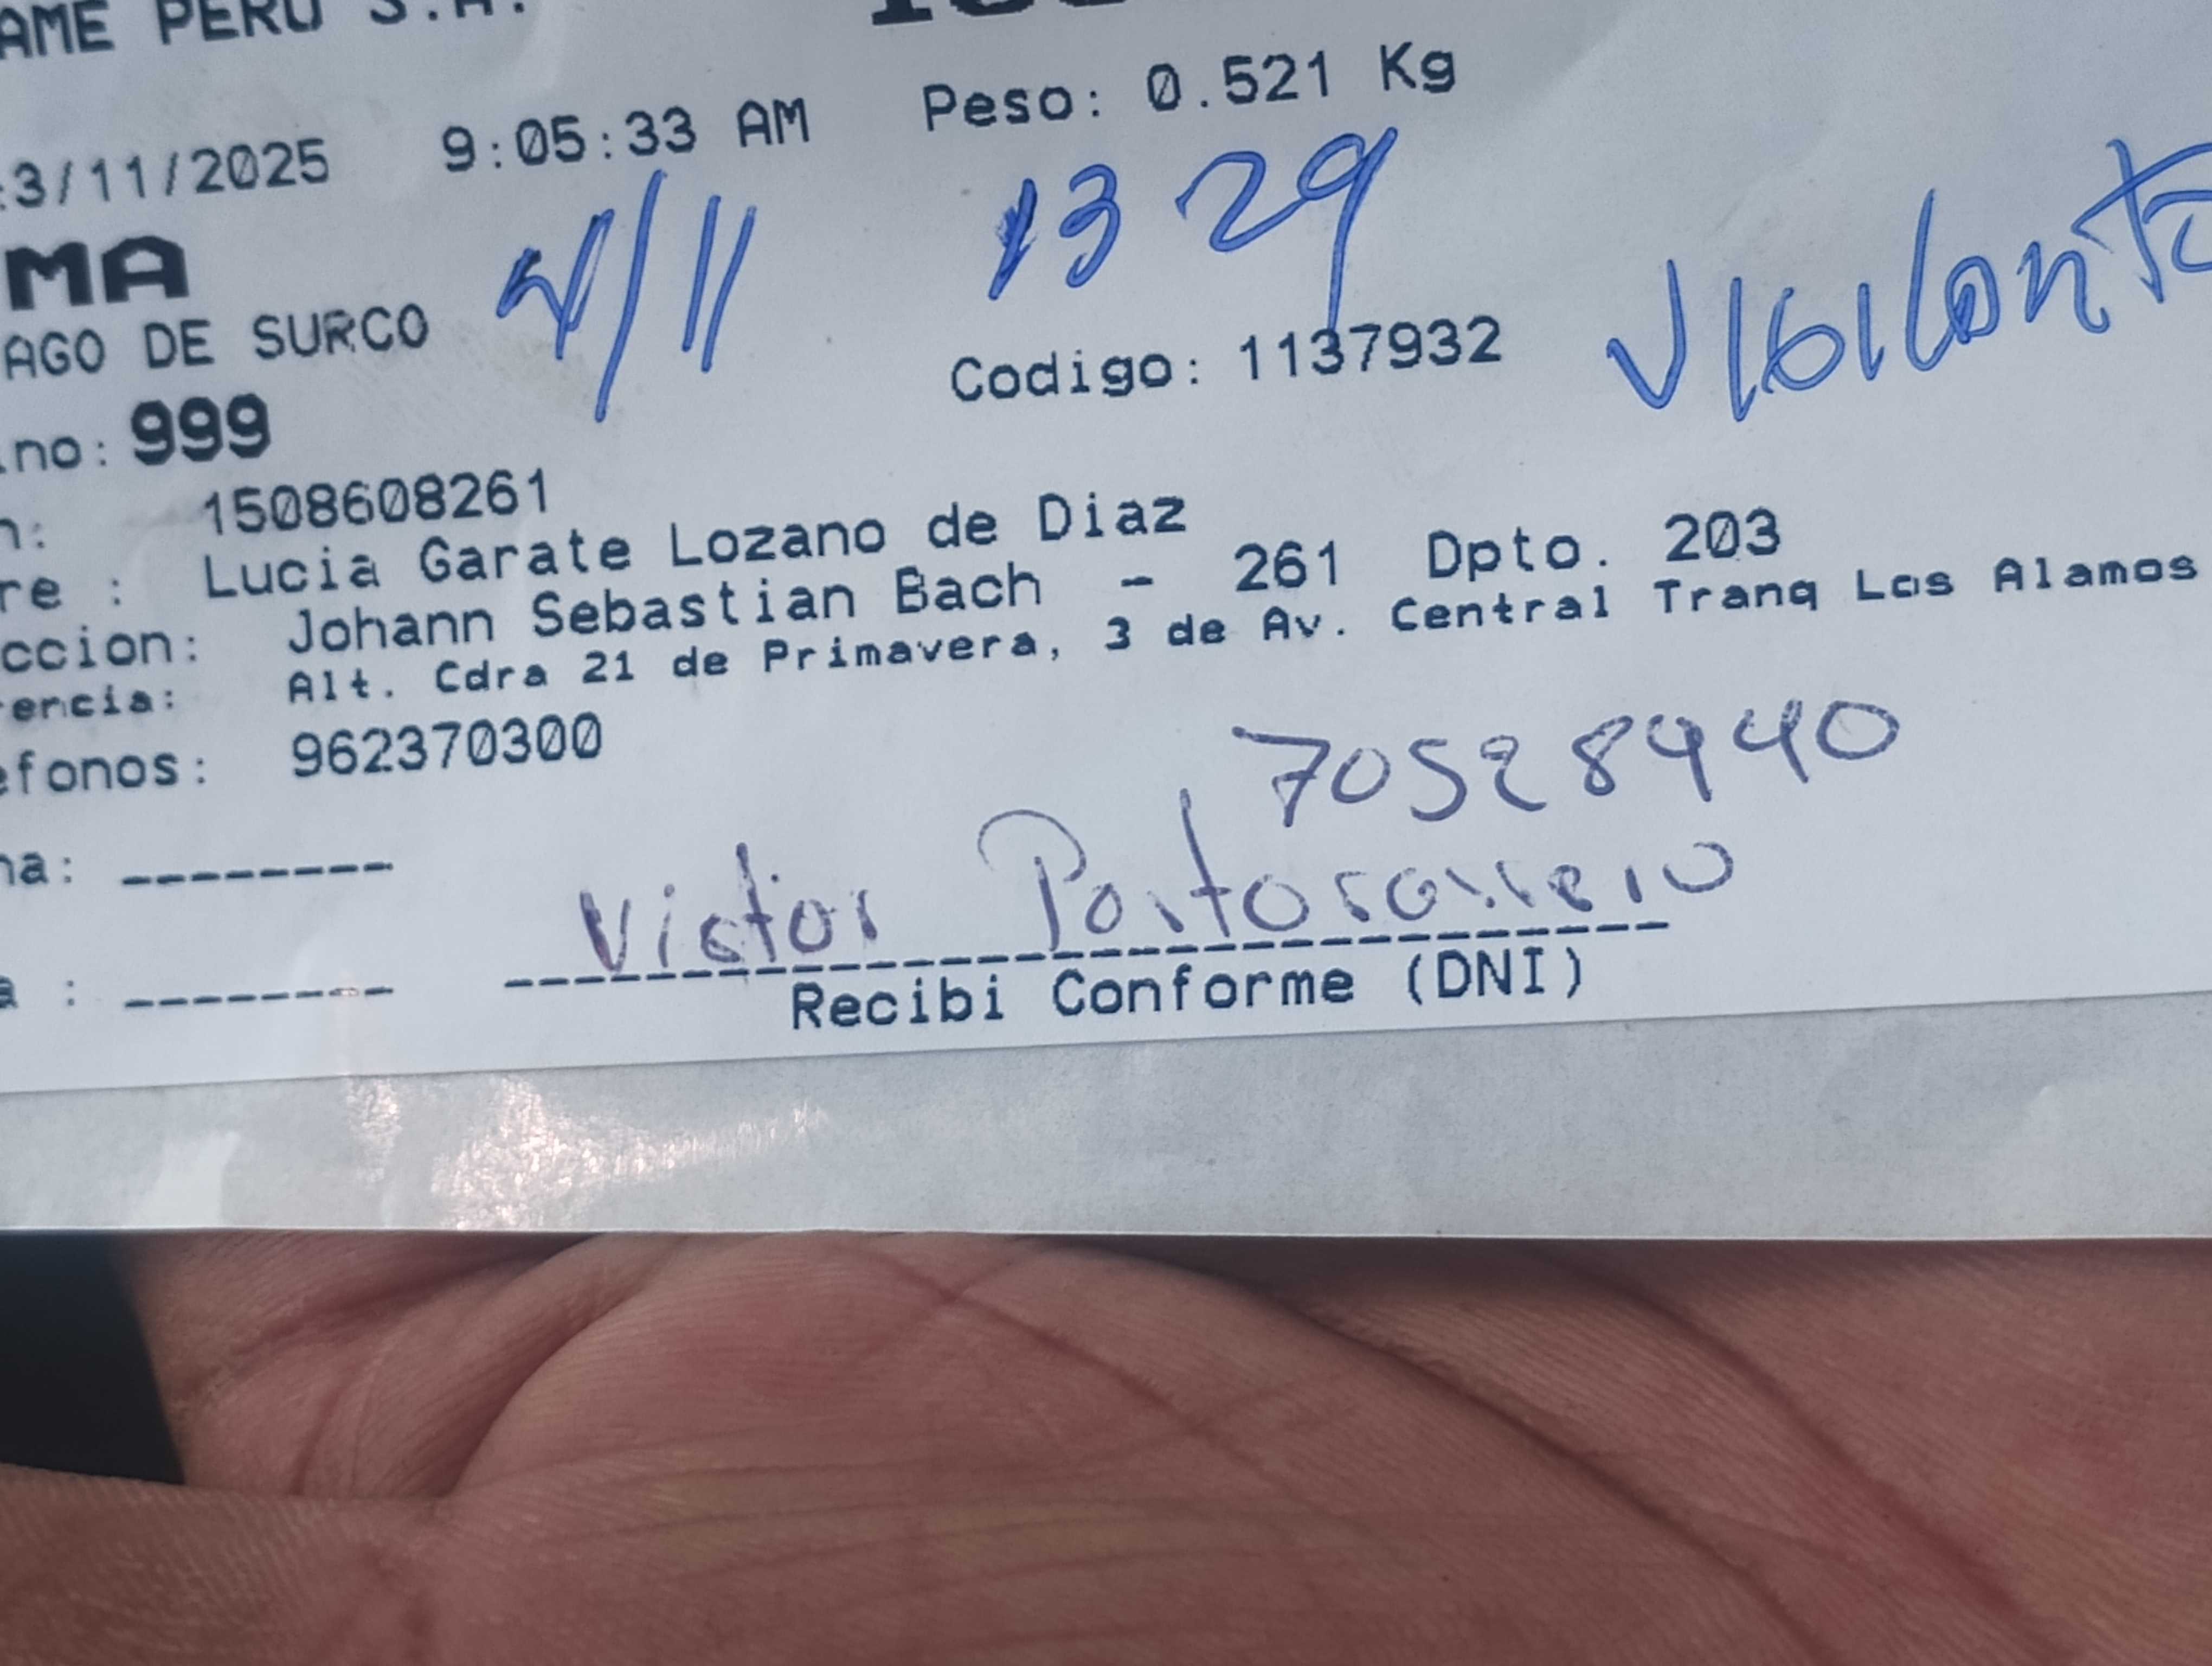 AME PERU S.A.
3/11/2025 9:05:33 AM Peso: 0.521 Kg
4/11 13 29
MA
AGO DE SURCO Codigo: 1137932 VIGILANTE
no: 999
n: 1508608261
re : Lucia Garate Lozano de Diaz
ccion: Johann Sebastian Bach - 261 Dpto. 203
encia: Alt. Cdra 21 de Primavera, 3 de Av. Central Tranq Los Alamos
efonos: 962370300
70528940
na: --------
Victor Portocarrero
a : --------
Recibi Conforme (DNI)